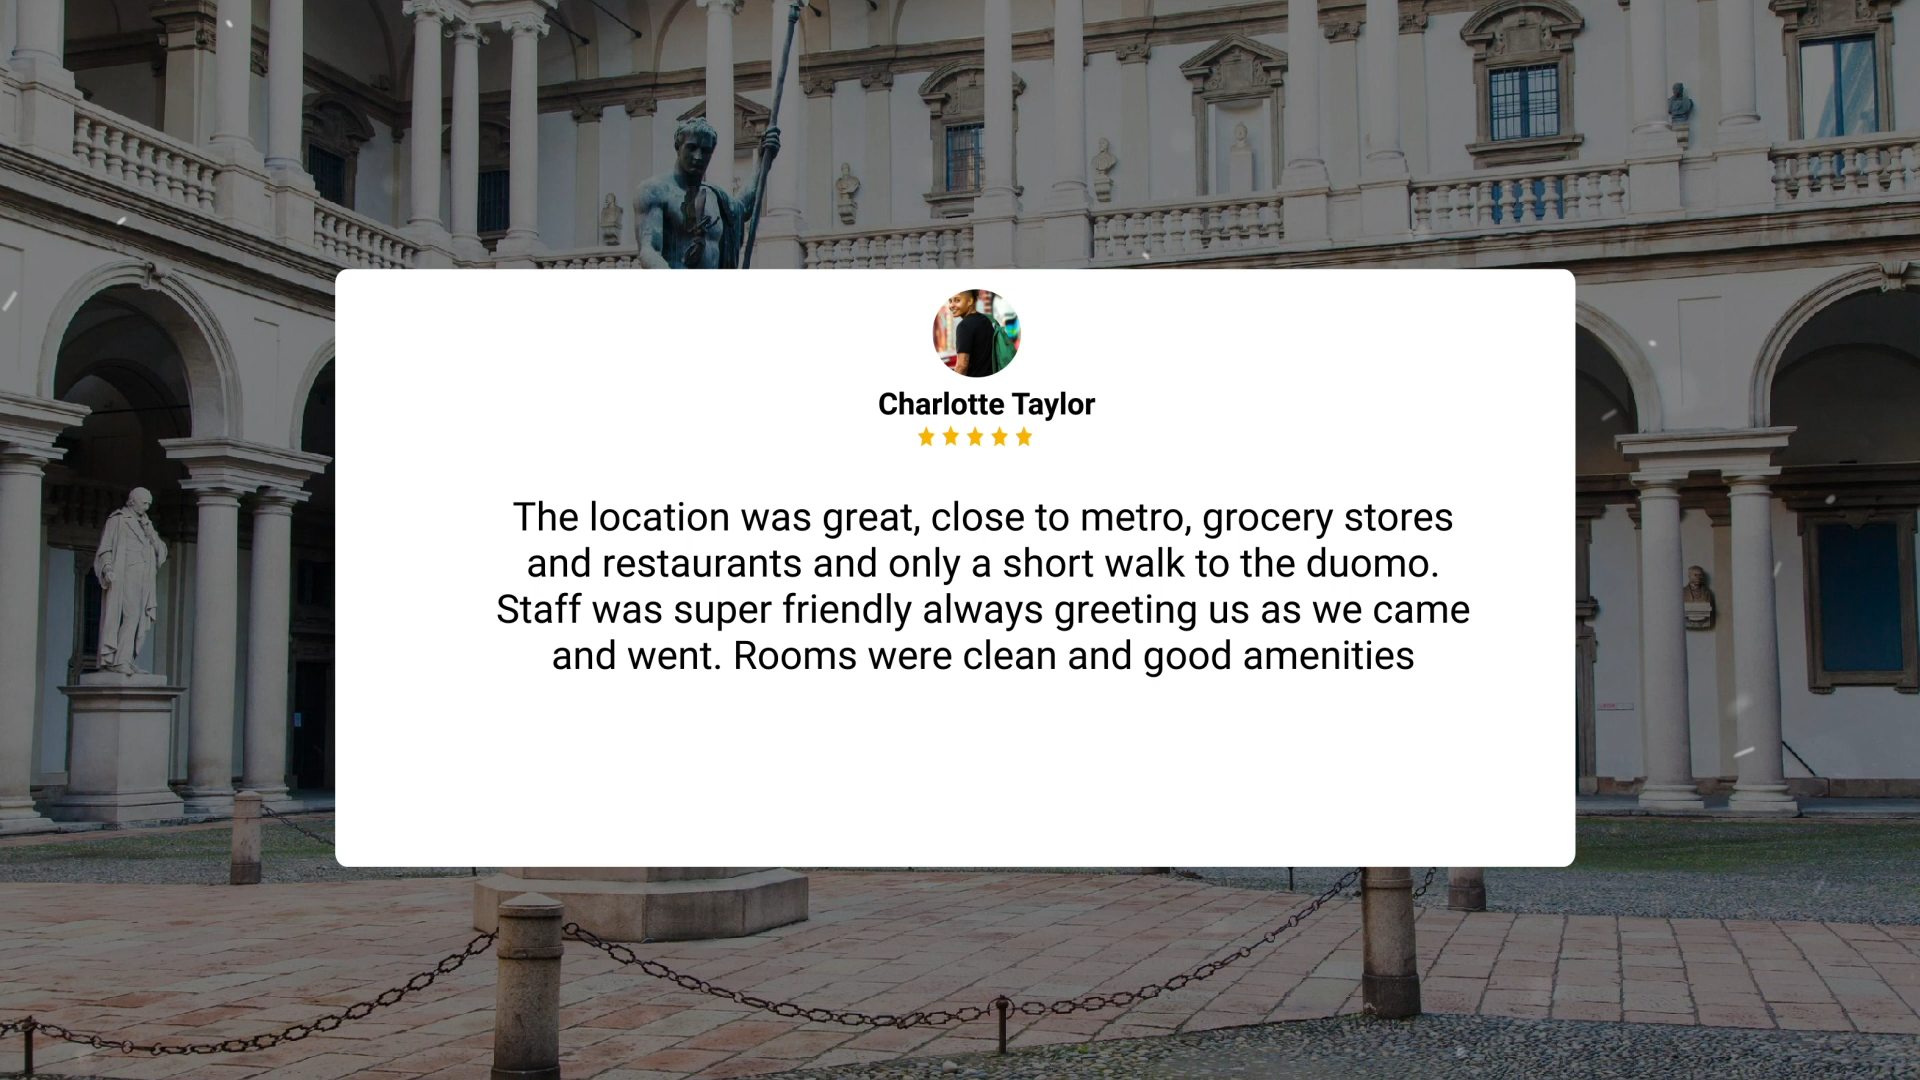 Charlotte Taylor
The location was great, close to metro, grocery stores
and restaurants and only a short walk to the duomo.
Staff was super friendly always greeting us as we came
and went. Rooms were clean and good amenities